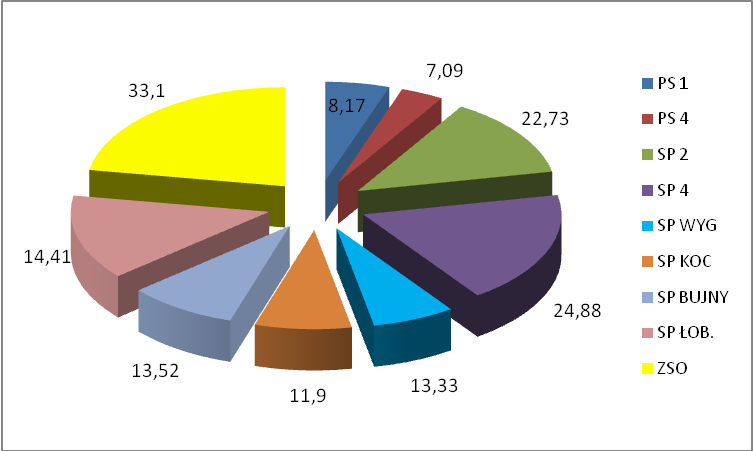 33,1
8,17
7,09
22,73
24,88
13,33
11,9
13,52
14,41
PS 1
PS 4
SP 2
SP 4
SP WYG
SP KOC
SP BUJNY
SP ŁOB.
ZSO